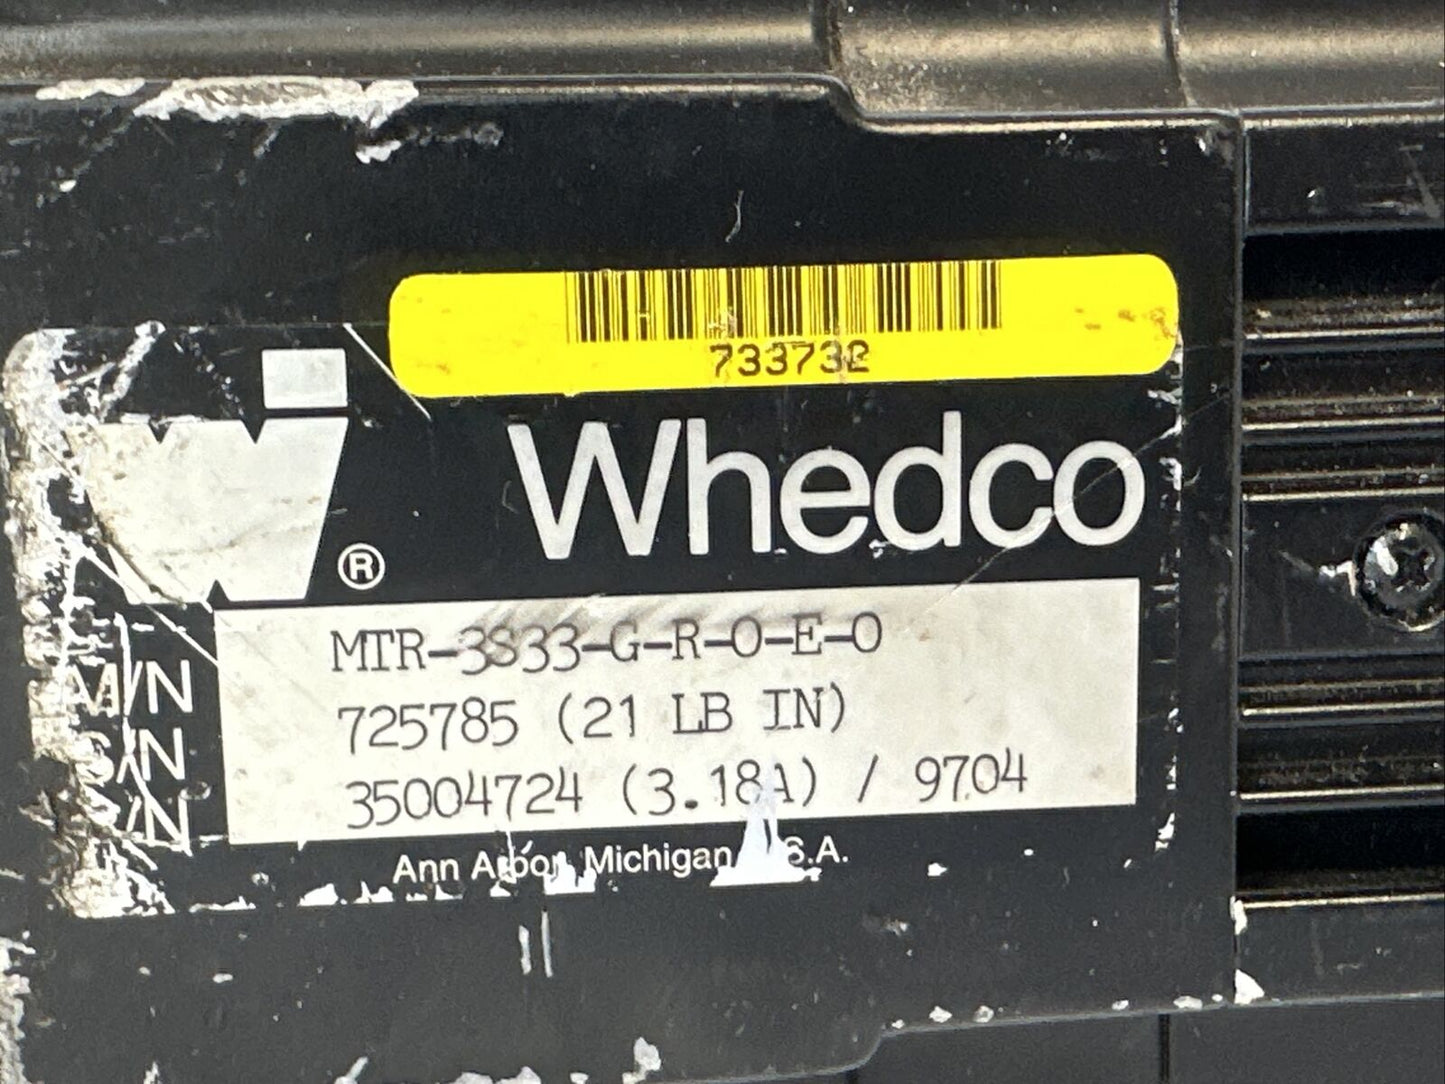 733732
Whedco
®
MTR-3S33-G-R-0-E-0
M/N
725785 (21 LB IN)
S/N
35004724 (3.18A) / 9704
/N
Ann Arbor, Michigan U.S.A.